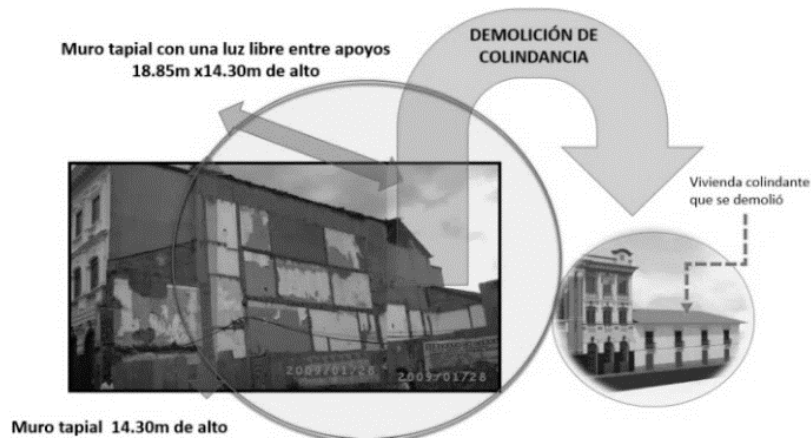 Muro tapial con una luz libre entre apoyos
18.85m x14.30m de alto
DEMOLICIÓN DE
COLINDANCIA
Vivienda colindante
que se demolió
2009/01/28
2009/01/28
Muro tapial 14.30m de alto